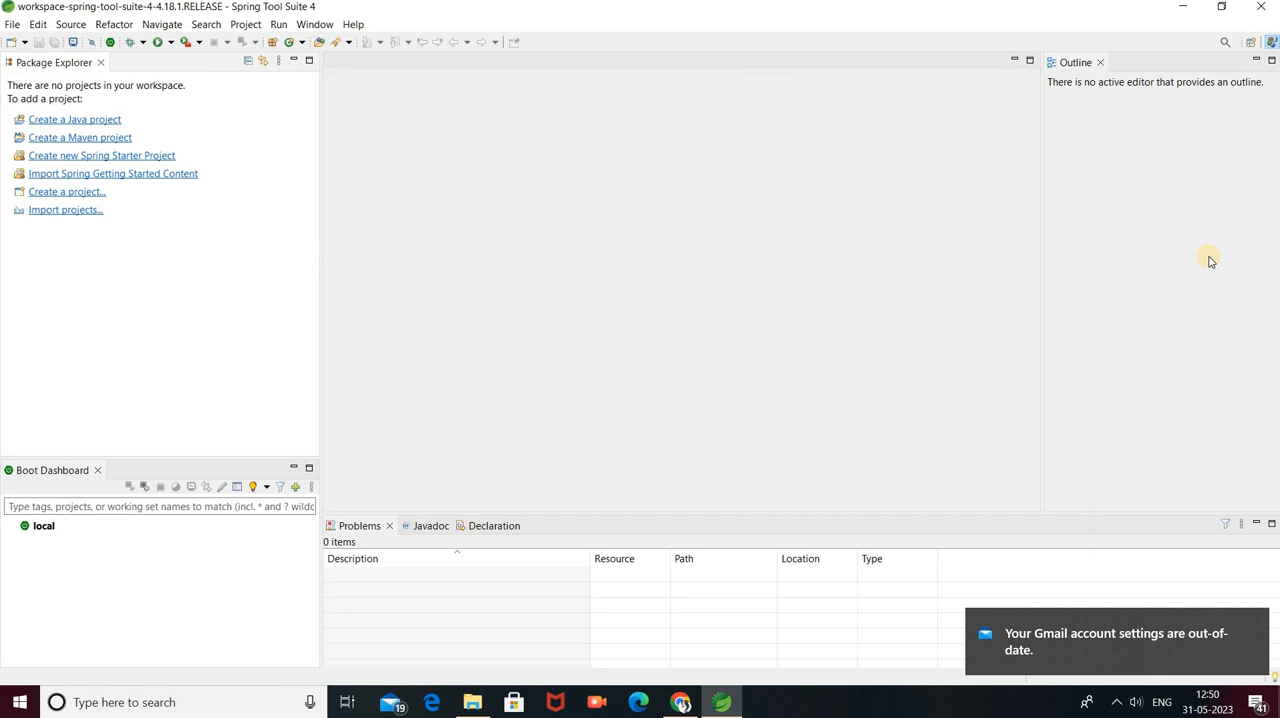 workspace-spring-tool-suite-4-4.18.1.RELEASE - Spring Tool Suite 4
File Edit Source Refactor Navigate Search Project Run Window Help
Package Explorer
There are no projects in your workspace.
To add a project:
Create a Java project
Create a Maven project
Create new Spring Starter Project
Import Spring Getting Started Content
Create a project...
Import projects...
Outline
There is no active editor that provides an outline.
Boot Dashboard
Type tags, projects, or working set names to match (incl. * and ? wildc
local
Problems Javadoc Declaration
0 items
Description Resource Path Location Type
Your Gmail account settings are out-of-
date.
Type here to search
19
ENG
12:50
31-05-2023
41